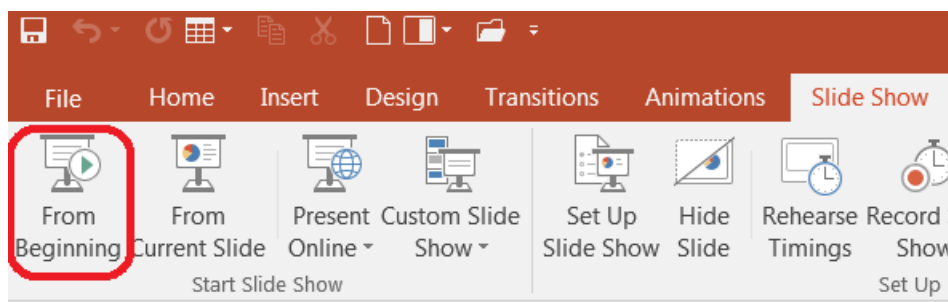 File Home Insert Design Transitions Animations Slide Show
From From Present Custom Slide Set Up Hide Rehearse Record
Beginning Current Slide Online Show Slide Show Slide Timings Show
Start Slide Show Set Up